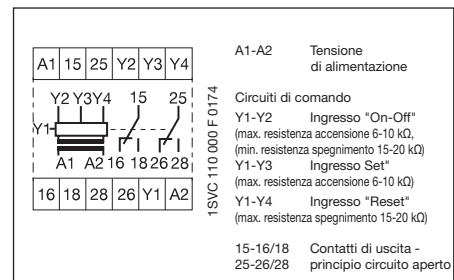 A1 15 25 Y2 Y3 Y4
Y2 Y3 Y4 15 25
Y1
A1 A2 16 18 26 28
16 18 28 26 Y1 A2
1SVC 110 000 F 0174
A1-A2 Tensione
di alimentazione
Circuiti di comando
Y1-Y2 Ingresso "On-Off"
(max. resistenza accensione 6-10 kΩ,
(min. resistenza spegnimento 15-20 kΩ)
Y1-Y3 Ingresso Set"
(max. resistenza accensione 6-10 kΩ)
Y1-Y4 Ingresso "Reset"
(max. resistenza spegnimento 15-20 kΩ)
15-16/18 Contatti di uscita -
25-26/28 principio circuito aperto